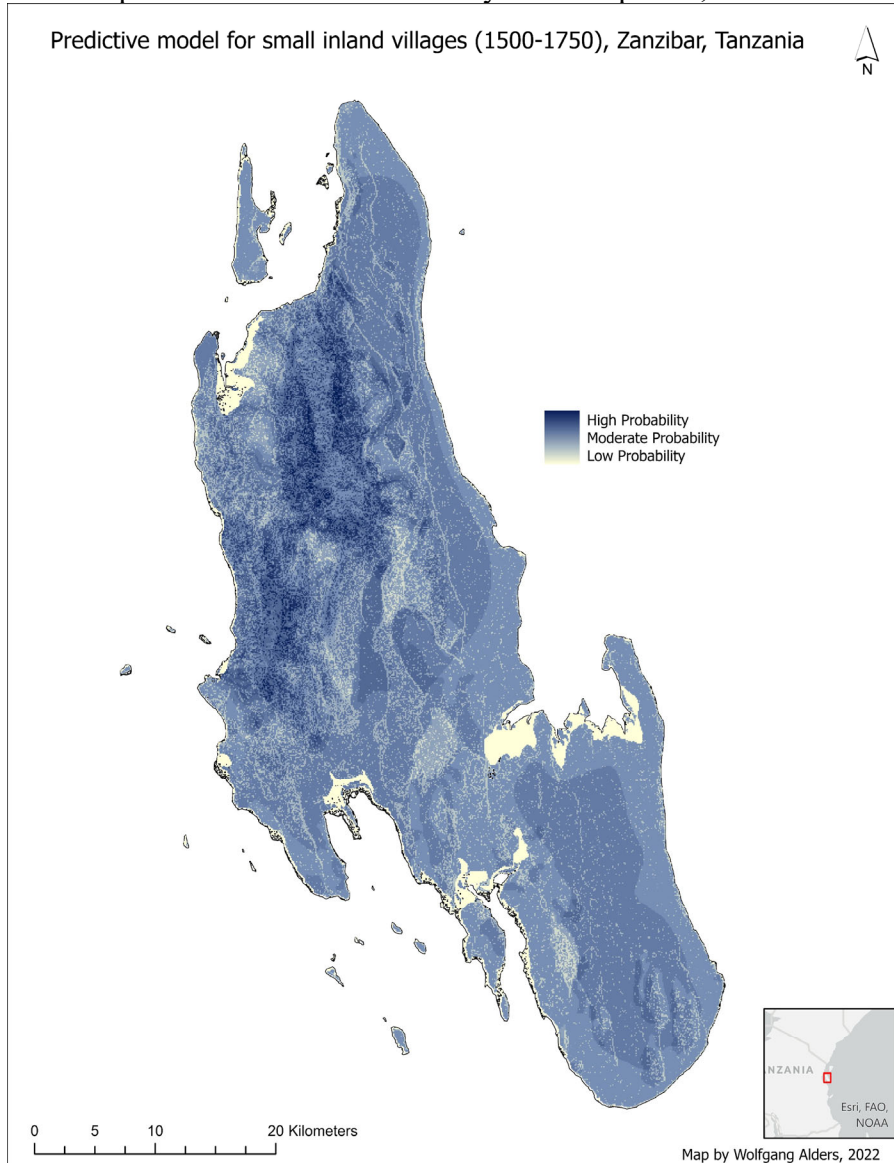 Predictive model for small inland villages (1500-1750), Zanzibar, Tanzania
N
High Probability
Moderate Probability
Low Probability
NZANIA
Esri, FAO,
NOAA
0 5 10 20 Kilometers
Map by Wolfgang Alders, 2022